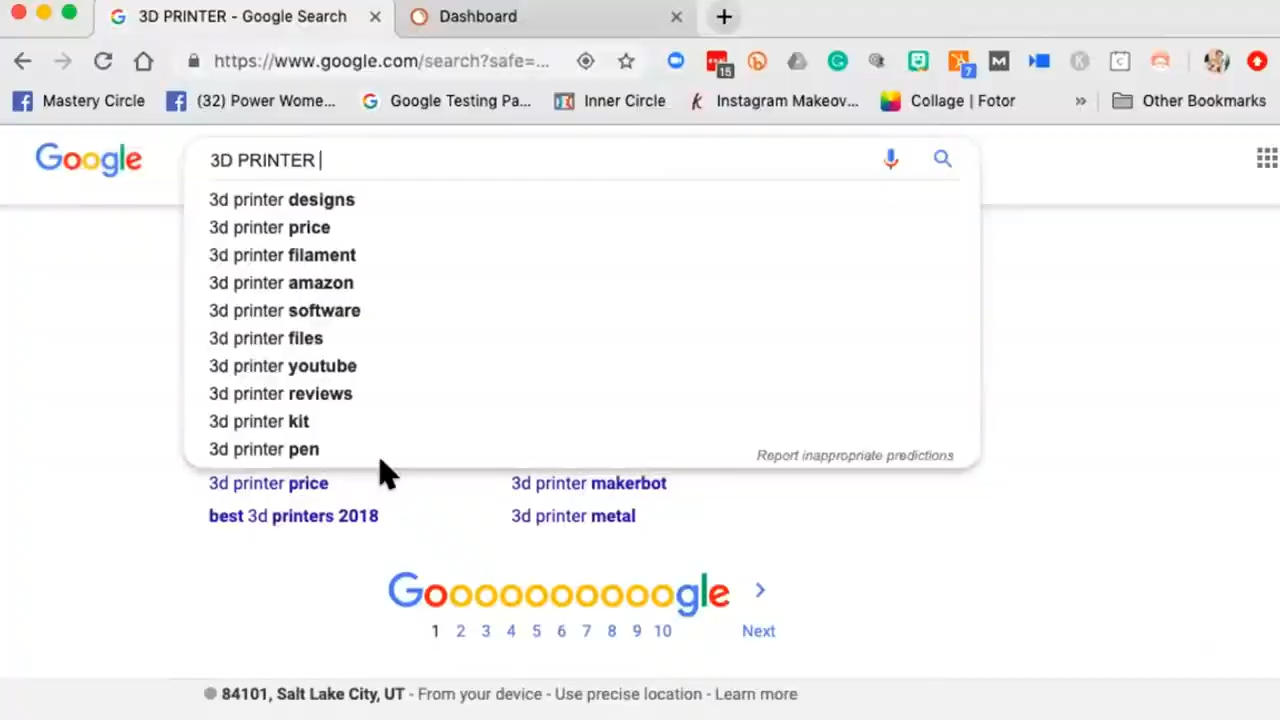 3D PRINTER - Google Search
Dashboard
https://www.google.com/search?safe=...
15
7
Mastery Circle
(32) Power Wome...
Google Testing Pa...
Inner Circle
Instagram Makeov...
Collage | Fotor
»
Other Bookmarks
Google
3D PRINTER
3d printer designs
3d printer price
3d printer filament
3d printer amazon
3d printer software
3d printer files
3d printer youtube
3d printer reviews
3d printer kit
3d printer pen
Report inappropriate predictions
3d printer price
3d printer makerbot
best 3d printers 2018
3d printer metal
Goooooooooogle
1 2 3 4 5 6 7 8 9 10 Next
84101, Salt Lake City, UT - From your device - Use precise location - Learn more